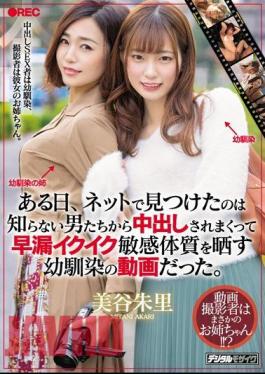 ●REC
中出しSEX者は幼馴染、
撮影者は彼女のお姉ちゃん。
幼馴染の姉
幼馴染
ある日、ネットで見つけたのは
知らない男たちから中出しされまくって
早漏イクイク敏感体質を晒す
幼馴染の動画だった。
美谷朱里
MITANI AKARI
動画
撮影者は
まさかの
お姉ちゃん!!?
デジタルモザイク